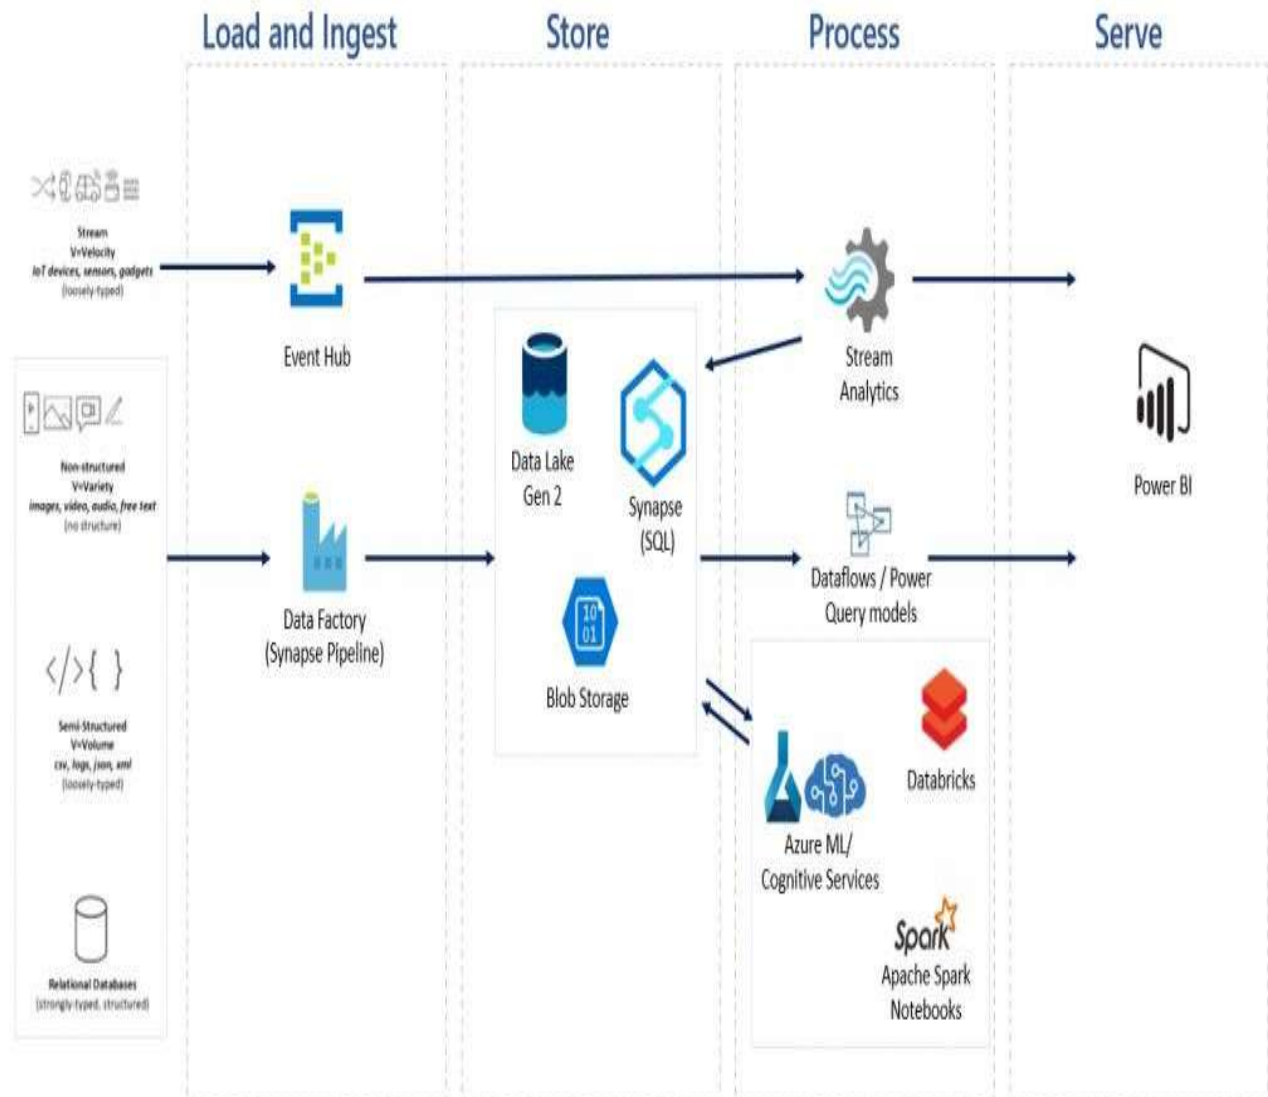 Load and Ingest
Store
Process
Serve
Stream
V=Velocity
IoT devices, sensors, gadgets
(loosely-typed)
Event Hub
Stream
Analytics
Non-structured
V=Variety
images, video, audio, free text
(no structure)
Data Lake
Gen 2
Synapse
(SQL)
Power BI
Data Factory
(Synapse Pipeline)
10
01
Blob Storage
Dataflows / Power
Query models
</>{ }
Semi-Structured
V=Volume
csv, logs, json, xml
(loosely-typed)
Databricks
Azure ML/
Cognitive Services
Spark
Apache Spark
Notebooks
Relational Databases
(strongly-typed, structured)